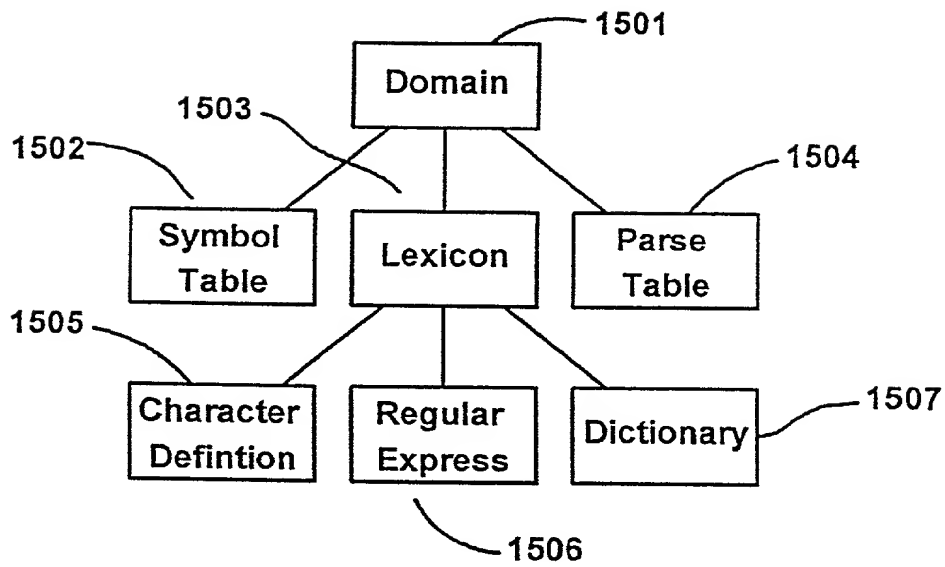 1501
Domain
1503
1502
1504
Symbol
Table
Lexicon
Parse
Table
1505
Character
Defintion
Regular
Express
Dictionary
1507
1506